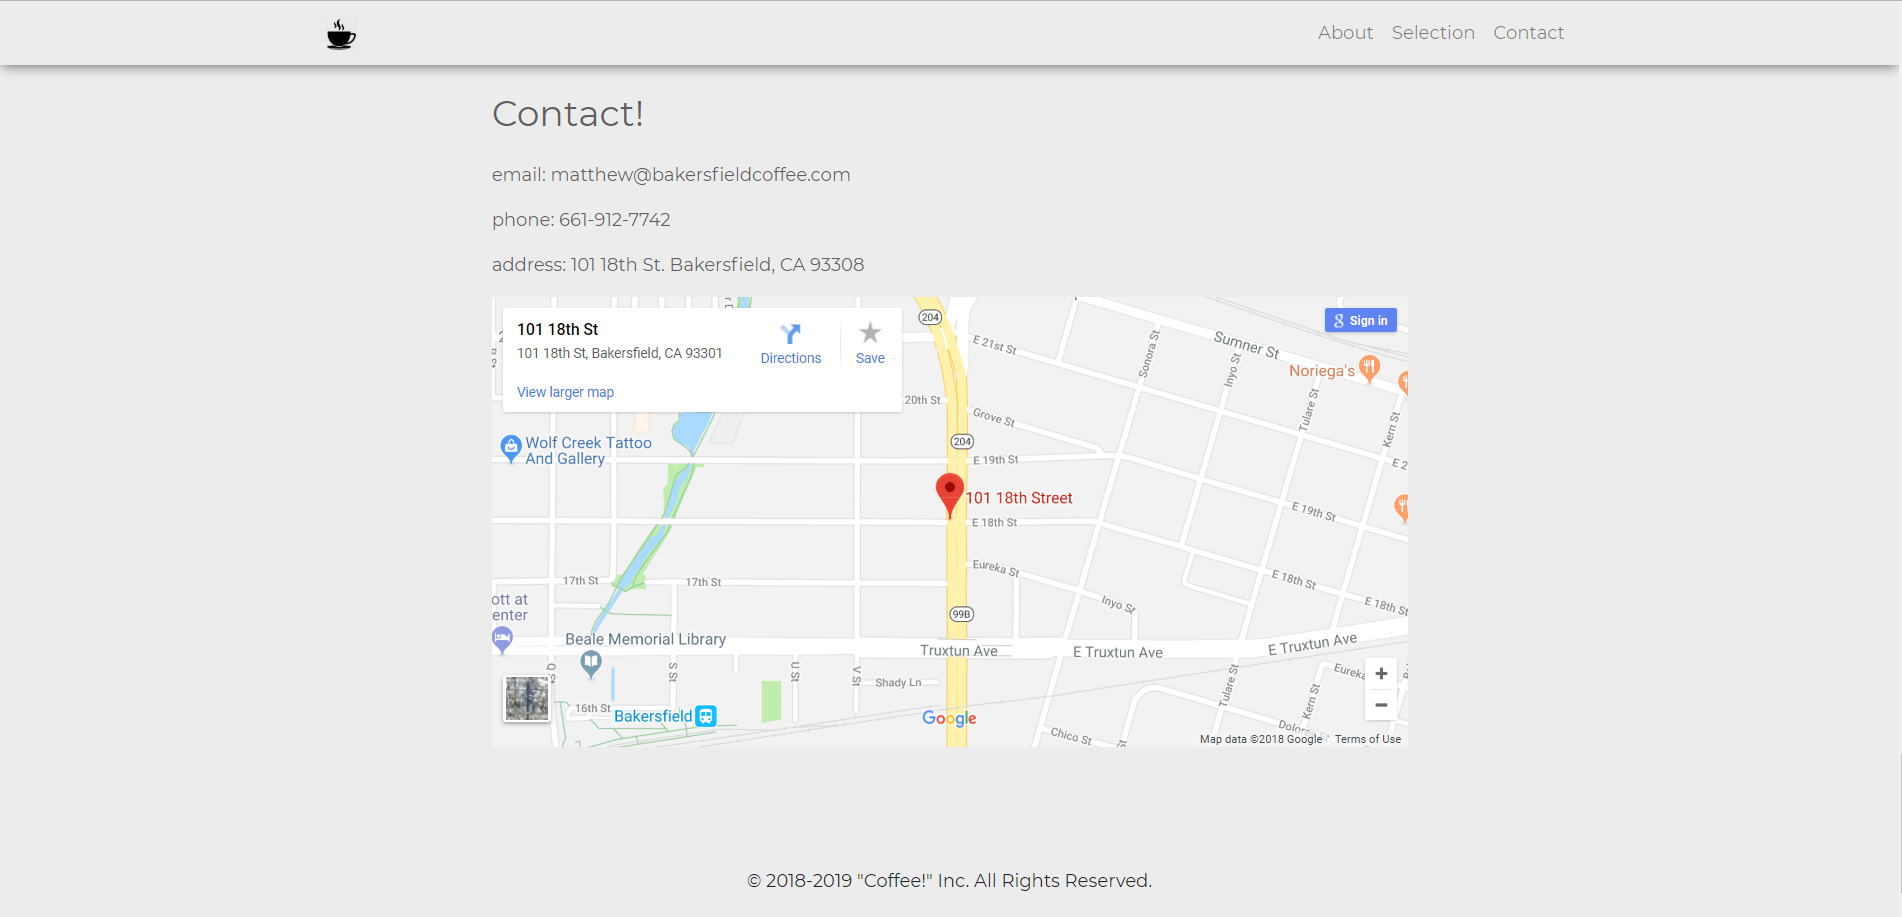 About Selection Contact
Contact!
email: matthew@bakersfieldcoffee.com
phone: 661-912-7742
address: 101 18th St. Bakersfield, CA 93308
101 18th St
101 18th St, Bakersfield, CA 93301
Directions
Save
View larger map
Sign in
204
E 21st St
Sumner St
Sonora St
Inyo St
Noriega's
Tulare St
Kern St
20th St
Grove St
Wolf Creek Tattoo
And Gallery
204
E 19th St
E 2
101 18th Street
E 18th St
E 19th St
Eureka St
17th St
17th St
E 18th St
E 18th St
Inyo St
ott at
enter
99B
Beale Memorial Library
Truxtun Ave
E Truxtun Ave
E Truxtun Ave
S St
U St
V St
Shady Ln
Tulare St
Kern St
Eureka
16th St
Bakersfield
Google
Chico St
Map data ©2018 Google
Terms of Use
© 2018-2019 "Coffee!" Inc. All Rights Reserved.